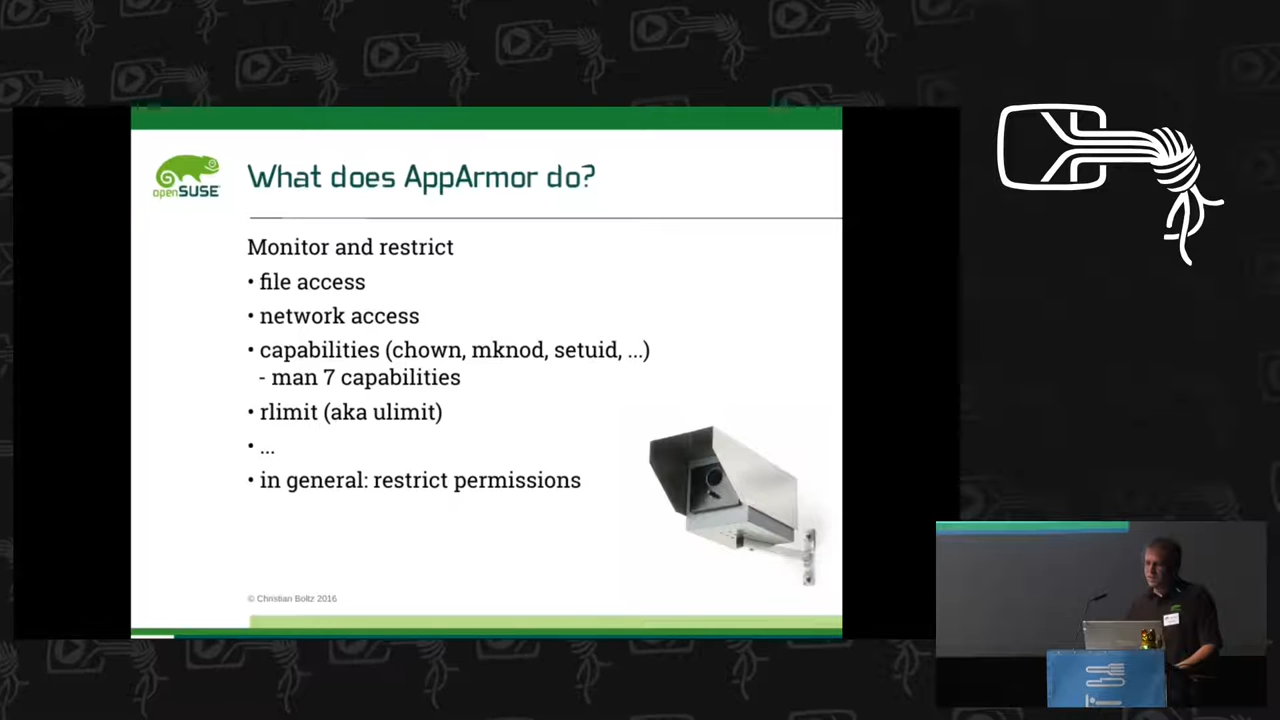 openSUSE
What does AppArmor do?
Monitor and restrict
• file access
• network access
• capabilities (chown, mknod, setuid, ...)
- man 7 capabilities
• rlimit (aka ulimit)
• ...
• in general: restrict permissions
© Christian Boltz 2016